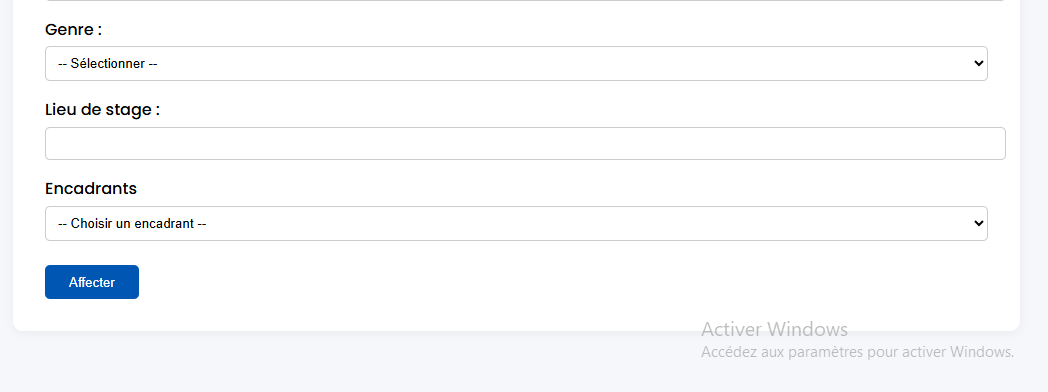 Genre :
-- Sélectionner --
Lieu de stage :
Encadrants
-- Choisir un encadrant --
Affecter
Activer Windows
Accédez aux paramètres pour activer Windows.